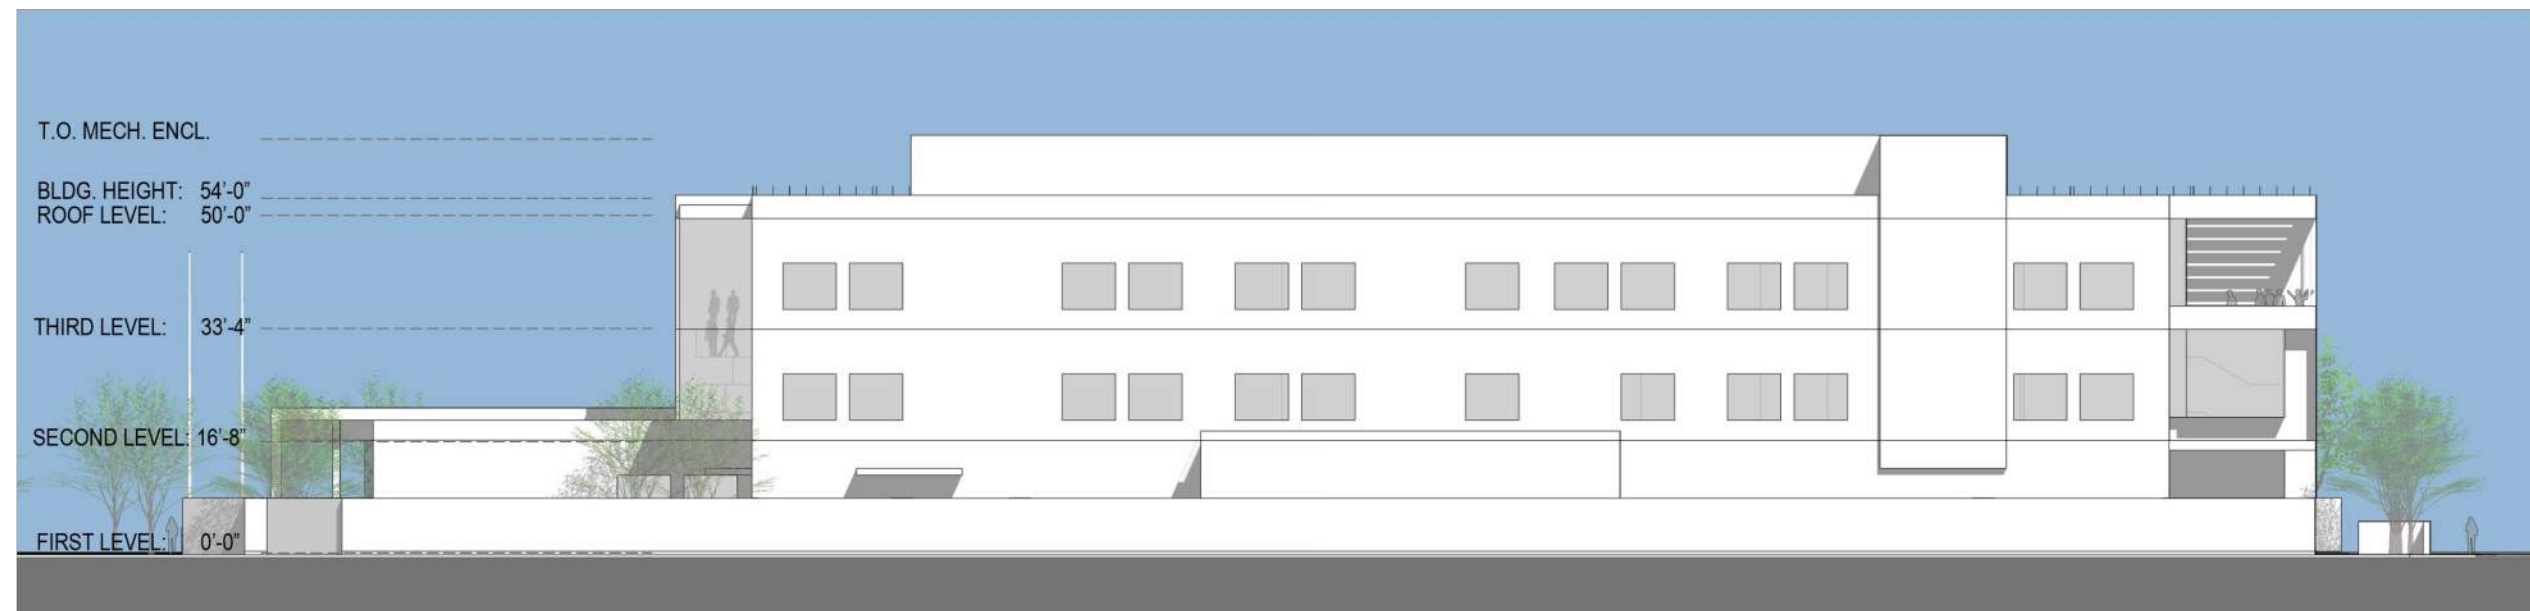 T.O. MECH. ENCL.
BLDG. HEIGHT: 54'-0"
ROOF LEVEL: 50'-0"
THIRD LEVEL: 33'-4"
SECOND LEVEL: 16'-8"
FIRST LEVEL: 0'-0"